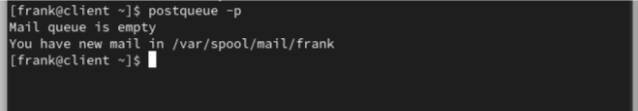 [frank@client ~]$ postqueue -p
Mail queue is empty
You have new mail in /var/spool/mail/frank
[frank@client ~]$